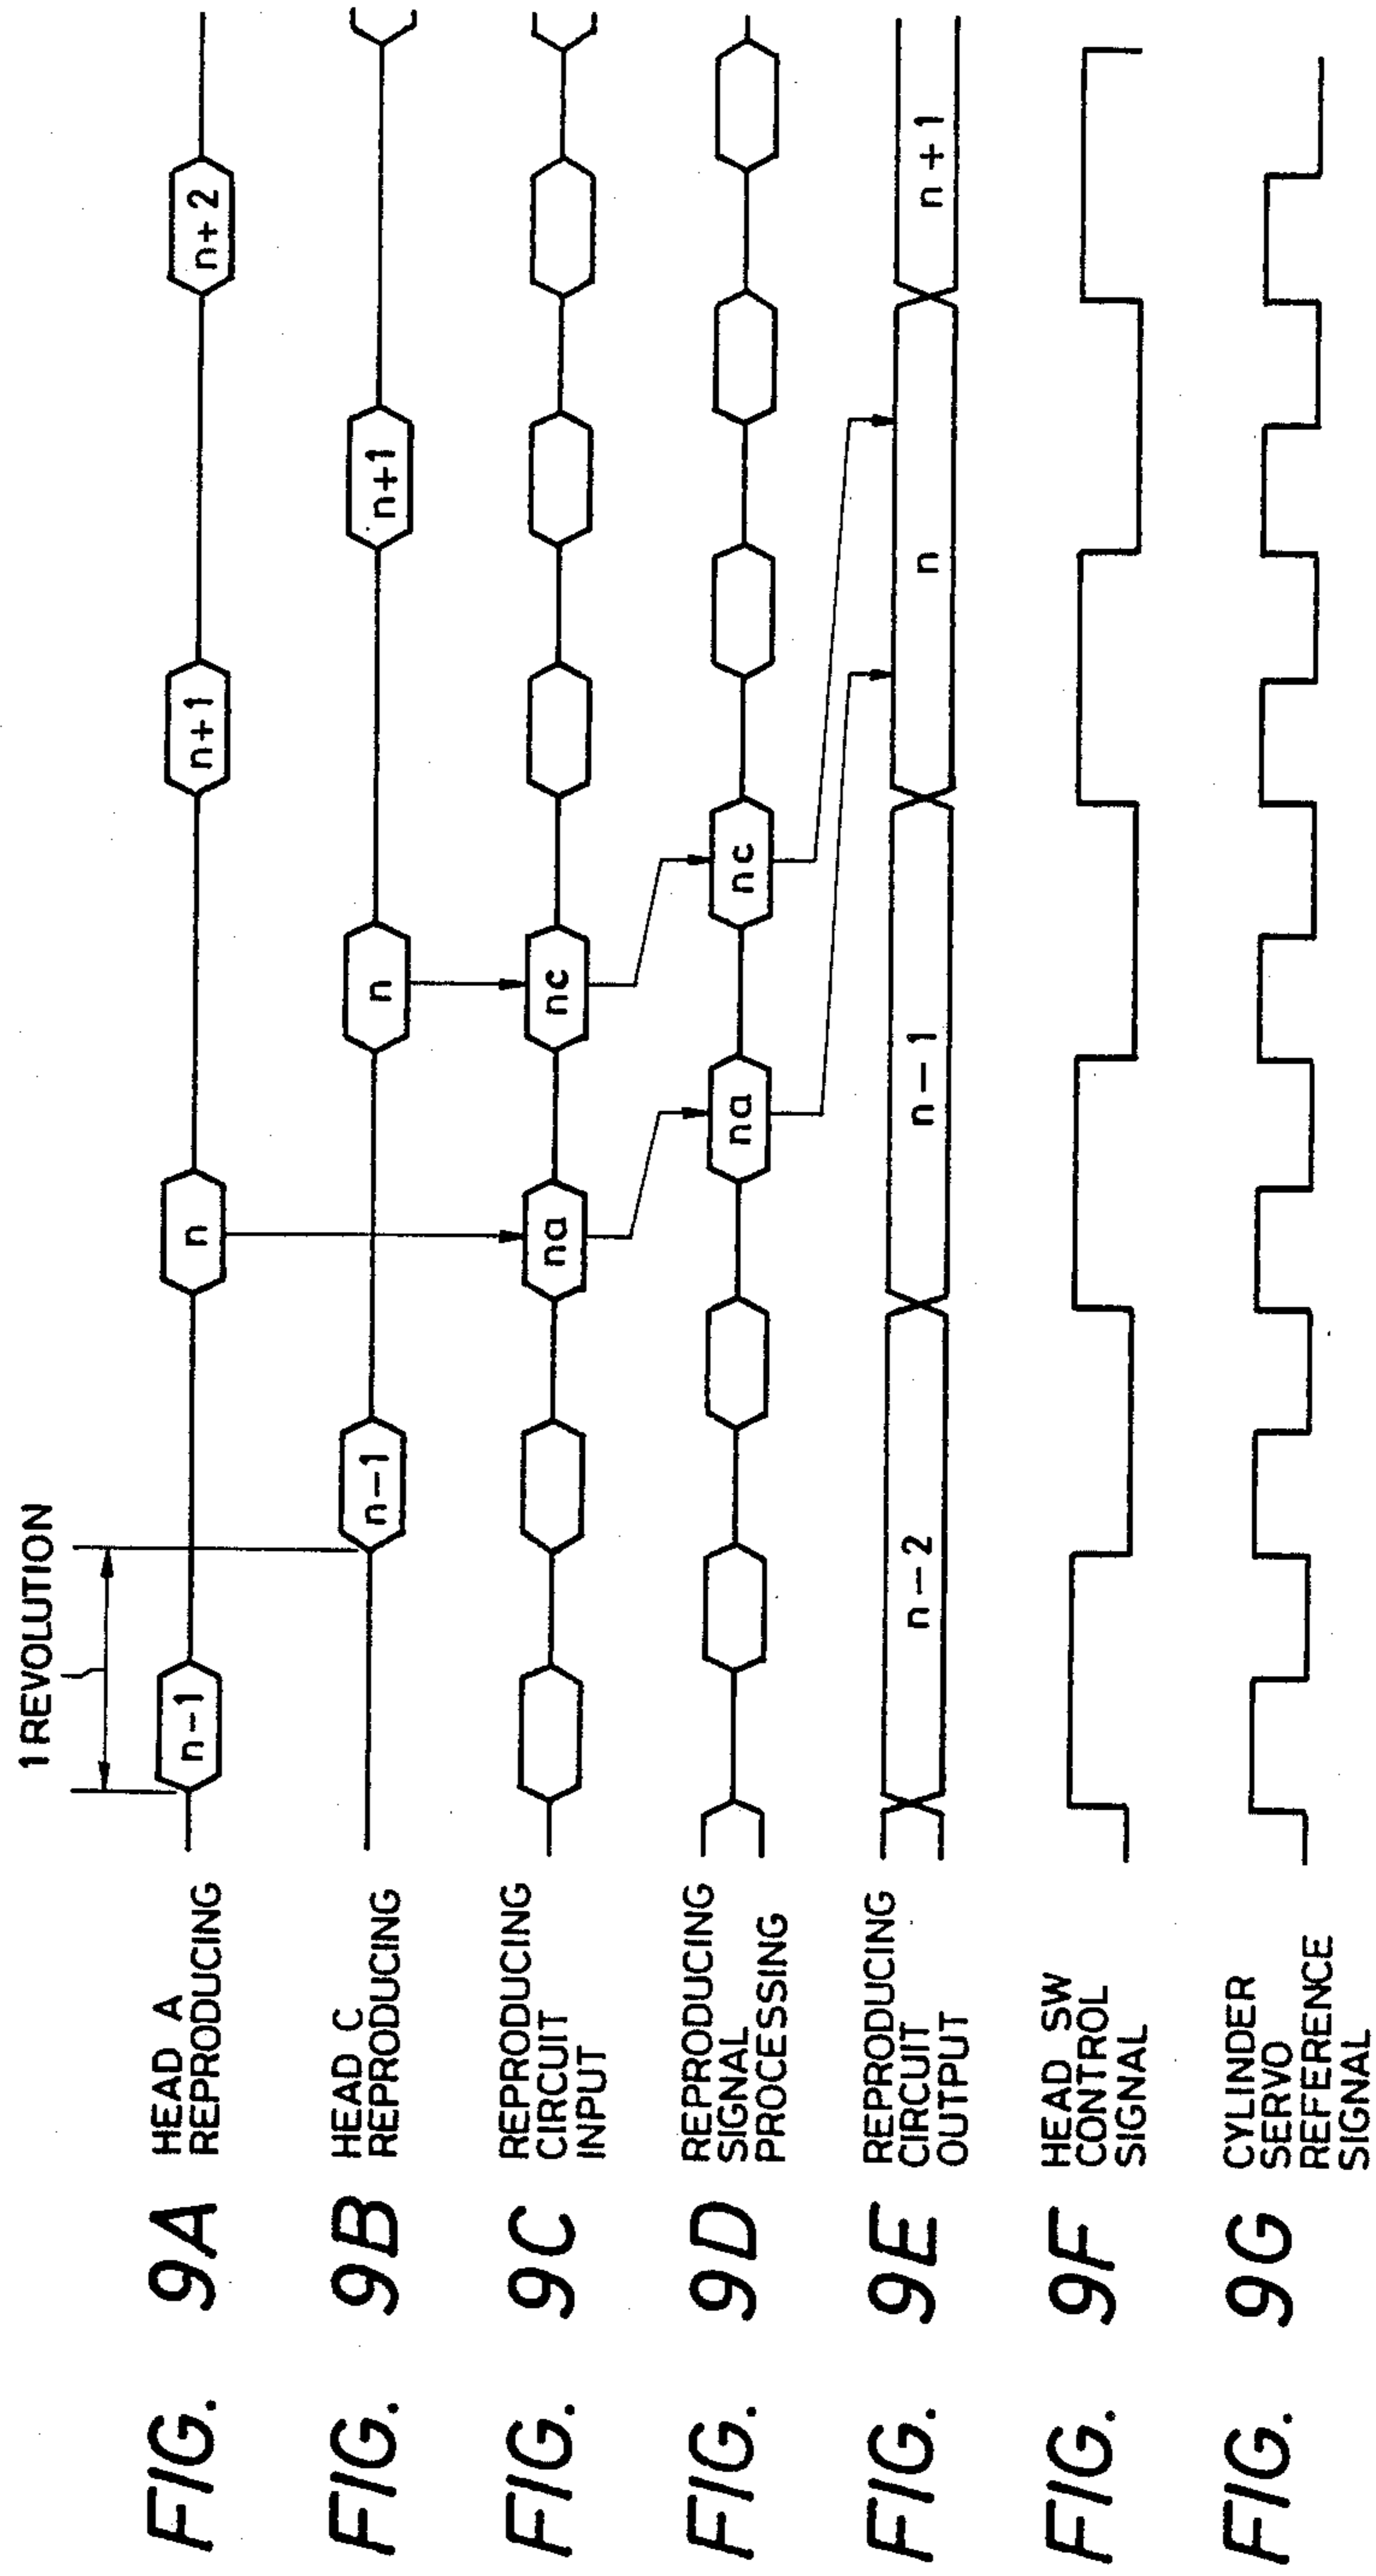 1 REVOLUTION
FIG. 9A
HEAD A
REPRODUCING
n-1
n
n+1
n+2
FIG. 9B
HEAD C
REPRODUCING
n-1
n
n+1
FIG. 9C
REPRODUCING
CIRCUIT
INPUT
na
nc
FIG. 9D
REPRODUCING
SIGNAL
PROCESSING
na
nc
FIG. 9E
REPRODUCING
CIRCUIT
OUTPUT
n-2
n-1
n
n+1
FIG. 9F
HEAD SW
CONTROL
SIGNAL
FIG. 9G
CYLINDER
SERVO
REFERENCE
SIGNAL